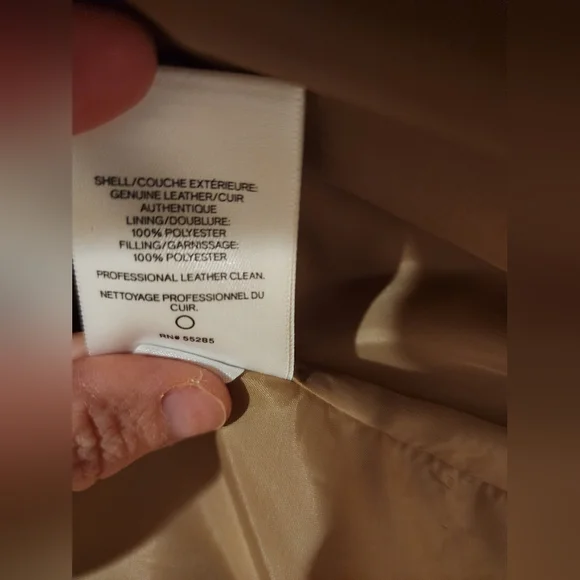 SHELL/COUCHE EXTÉRIEURE:
GENUINE LEATHER/CUIR
AUTHENTIQUE
LINING/DOUBLURE:
100% POLYESTER
FILLING/GARNISSAGE:
100% POLYESTER
PROFESSIONAL LEATHER CLEAN.
NETTOYAGE PROFESSIONNEL DU
CUIR.
RN# 55285